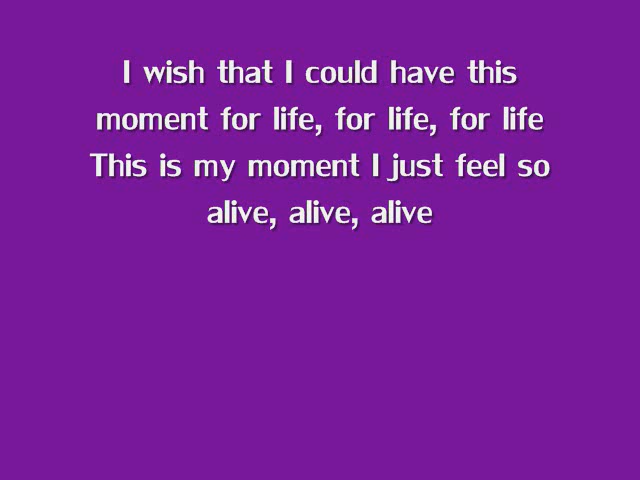 I wish that I could have this
moment for life, for life, for life
This is my moment I just feel so
alive, alive, alive